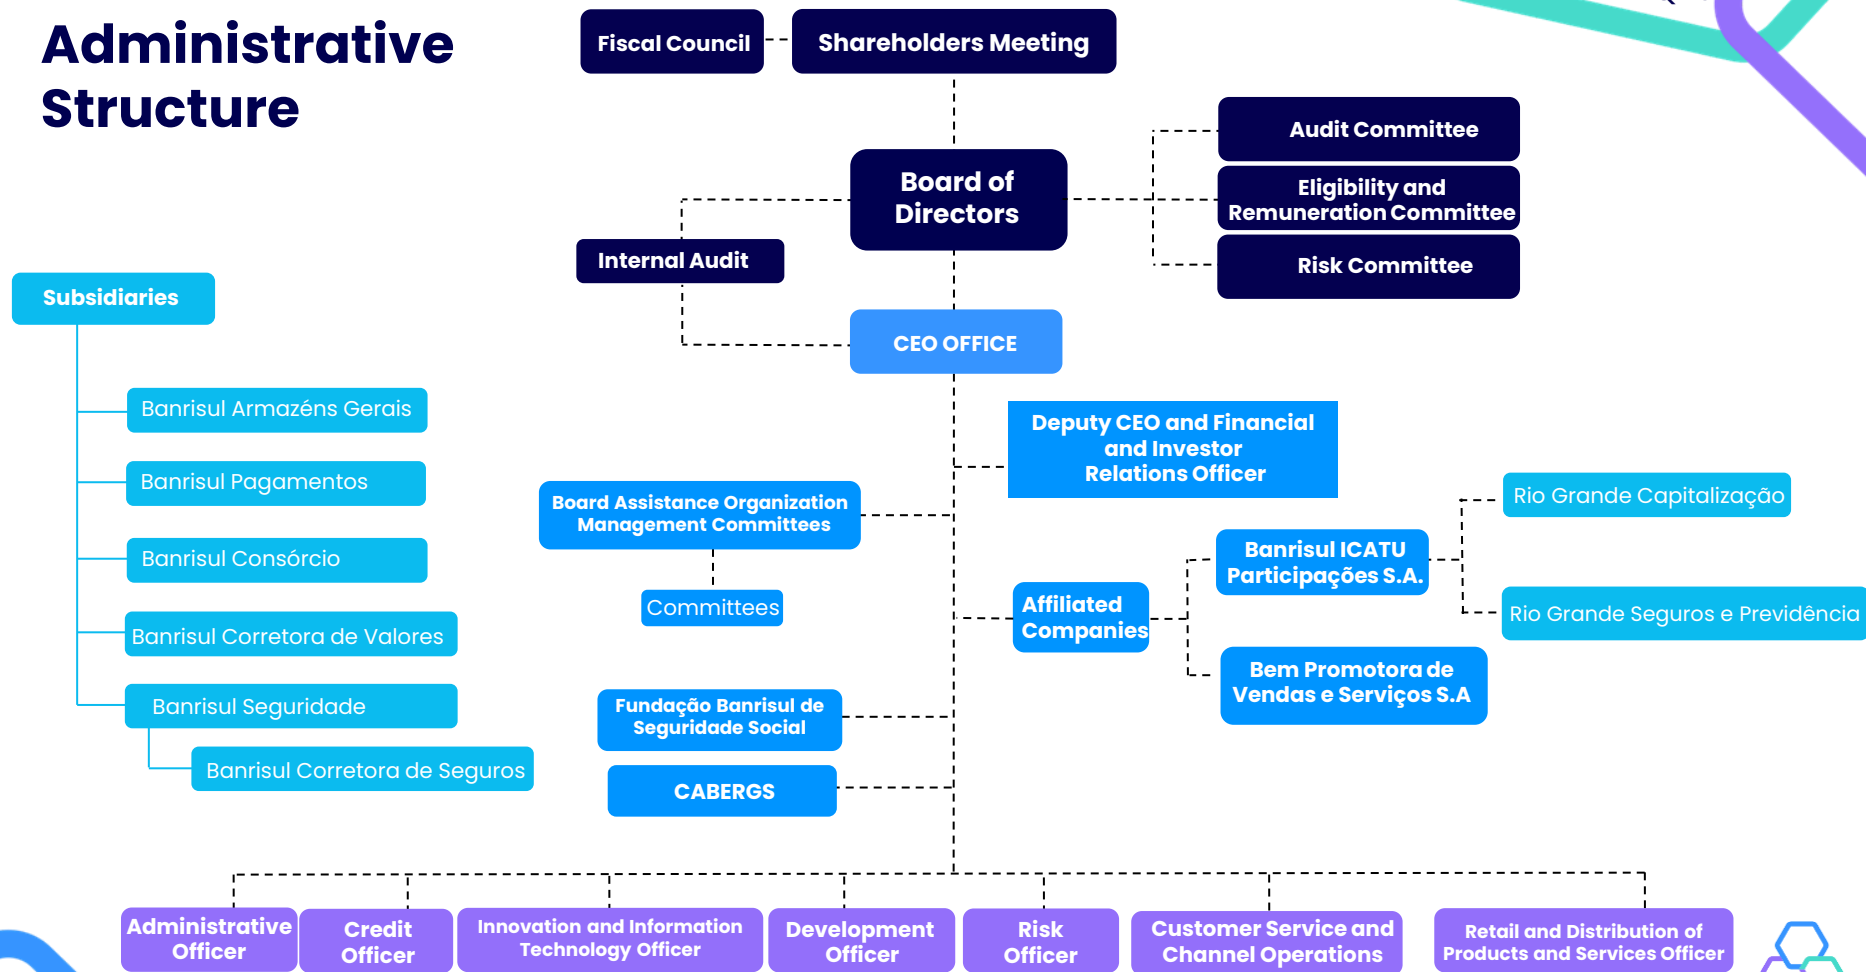 Administrative
Structure
Fiscal Council
Shareholders Meeting
Audit Committee
Board of
Directors
Eligibility and
Remuneration Committee
Internal Audit
Risk Committee
Subsidiaries
CEO OFFICE
Banrisul Armazéns Gerais
Banrisul Pagamentos
Banrisul Consórcio
Banrisul Corretora de Valores
Banrisul Seguridade
Banrisul Corretora de Seguros
Deputy CEO and Financial
and Investor
Relations Officer
Board Assistance Organization
Management Committees
Committees
Affiliated
Companies
Banrisul ICATU
Participações S.A.
Bem Promotora de
Vendas e Serviços S.A
Rio Grande Capitalização
Rio Grande Seguros e Previdência
Fundação Banrisul de
Seguridade Social
CABERGS
Administrative
Officer
Credit
Officer
Innovation and Information
Technology Officer
Development
Officer
Risk
Officer
Customer Service and
Channel Operations
Retail and Distribution of
Products and Services Officer